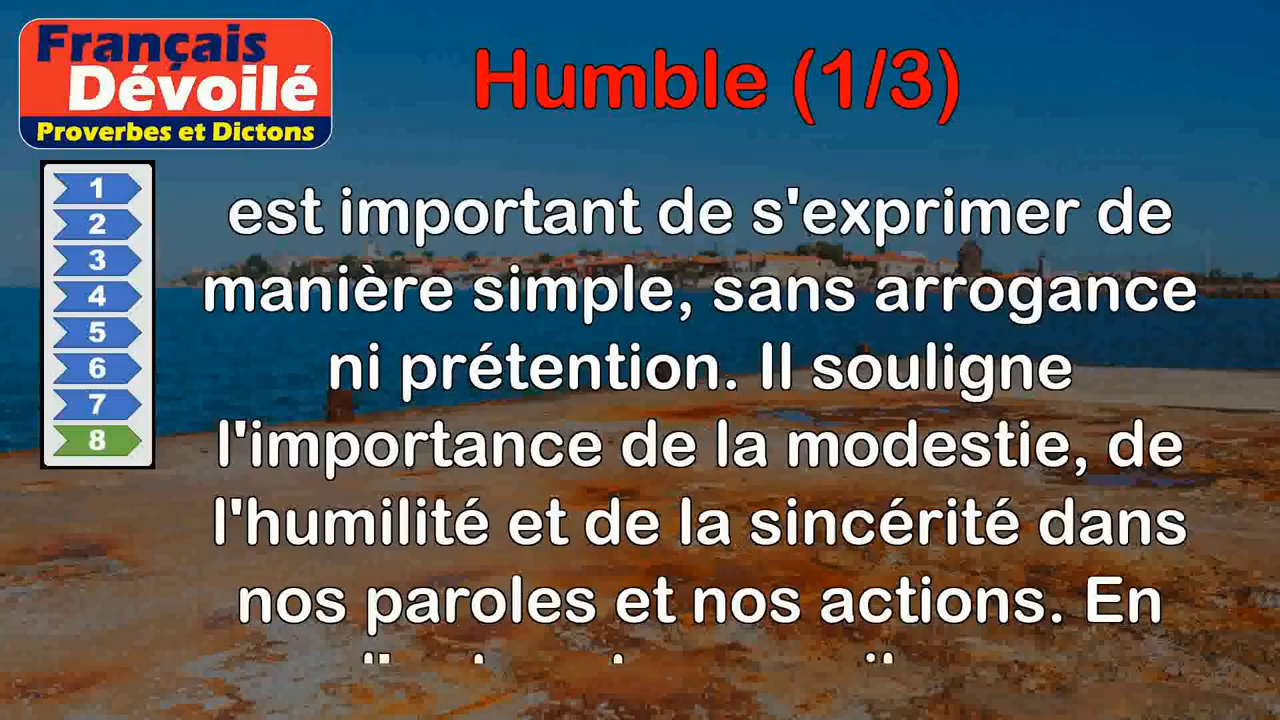 Français
Dévoilé
Proverbes et Dictons
Humble (1/3)
1
2
3
4
5
6
7
8
est important de s'exprimer de
manière simple, sans arrogance
ni prétention. Il souligne
l'importance de la modestie, de
l'humilité et de la sincérité dans
nos paroles et nos actions. En